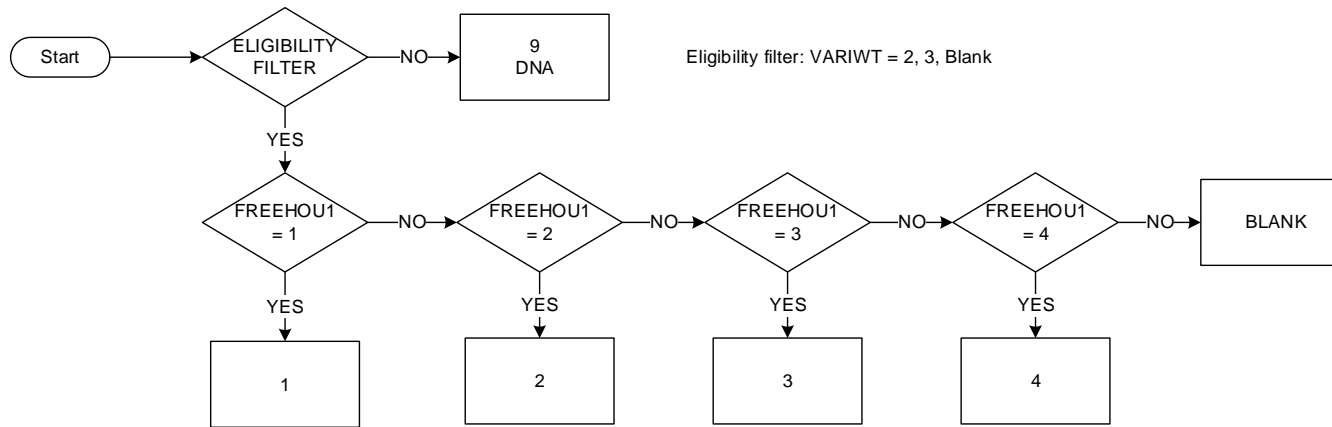 Start
ELIGIBILITY
FILTER
NO
9
DNA
Eligibility filter: VARIWT = 2, 3, Blank
YES
FREEHOU1
= 1
NO
FREEHOU1
= 2
NO
FREEHOU1
= 3
NO
FREEHOU1
= 4
NO
BLANK
YES
YES
YES
YES
1
2
3
4